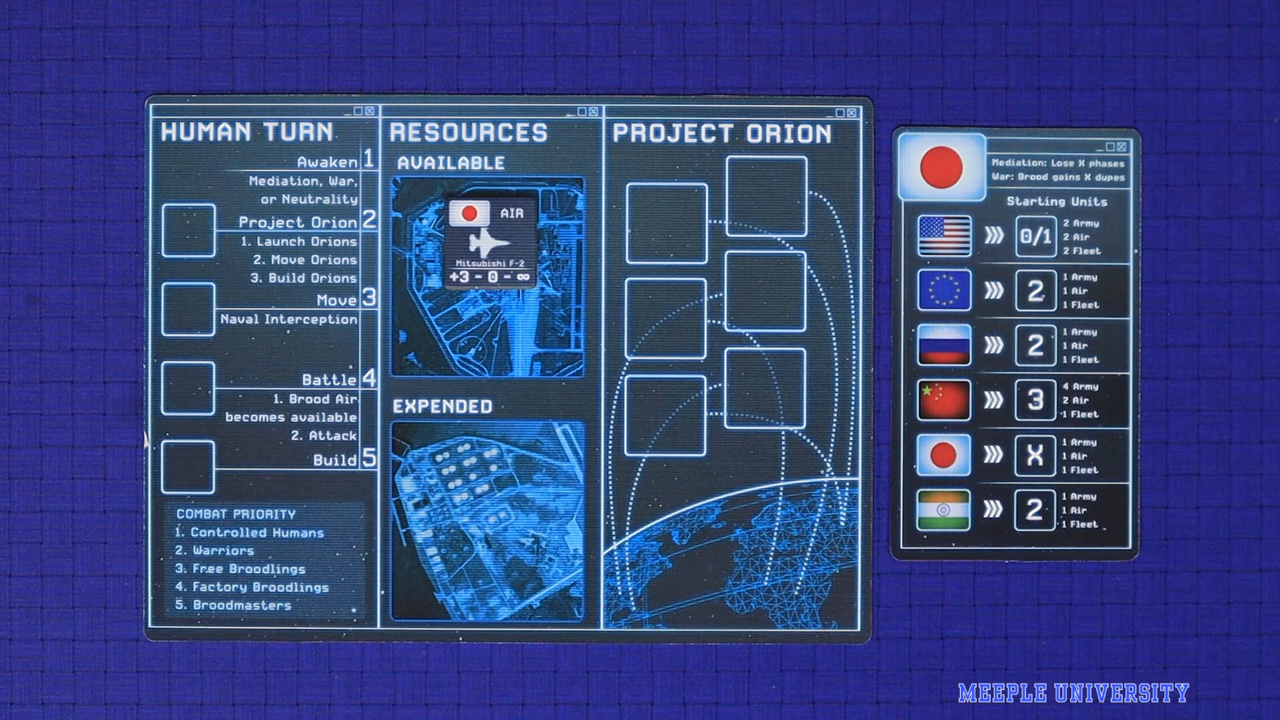 HUMAN TURN
Awaken 1
Mediation, War,
or Neutrality
Project Orion 2
1. Launch Orions
2. Move Orions
3. Build Orions
Move 3
Naval Interception
Battle 4
1. Brood Air
becomes available
2. Attack
Build 5
COMBAT PRIORITY
1. Controlled Humans
2. Warriors
3. Free Broodlings
4. Factory Broodlings
5. Broodmasters
RESOURCES
AVAILABLE
AIR
Mitsubishi F-2
+3 - 0 - ∞
EXPENDED
PROJECT ORION
Mediation: Lose X phases
War: Brood gains X dupes
Starting Units
0/1
2 Army
2 Air
2 Fleet
2
1 Army
1 Air
1 Fleet
2
1 Army
1 Air
1 Fleet
3
4 Army
2 Air
1 Fleet
X
1 Army
1 Air
1 Fleet
2
1 Army
1 Air
1 Fleet
MEEPLE UNIVERSITY